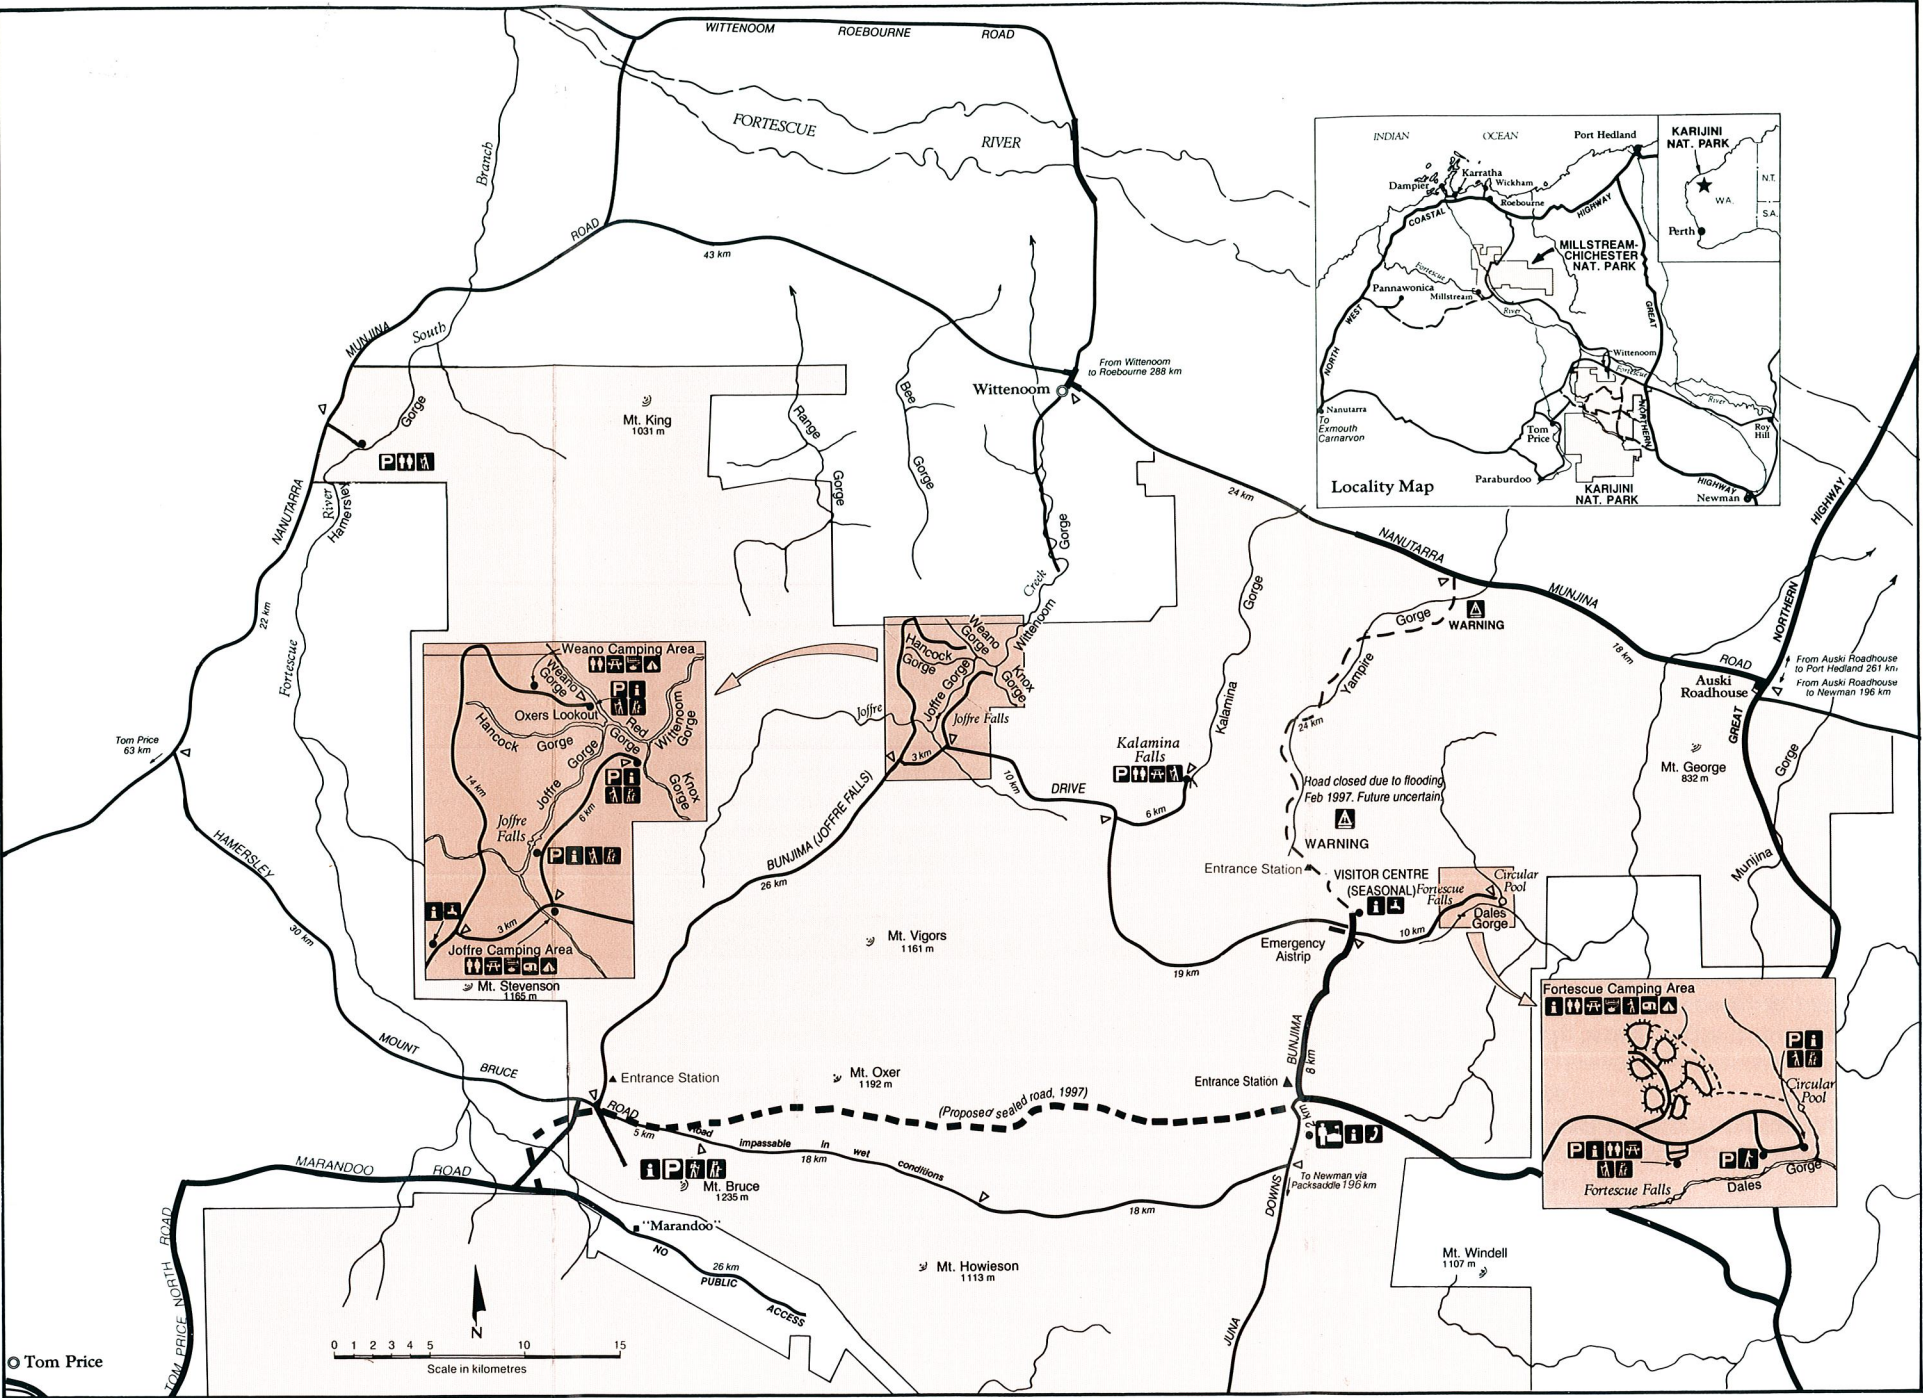 WITTENOOM ROEBOURNE ROAD
FORTESCUE RIVER
Branch
ROAD
43 km
South
MUNJINA
Gorge
Mt. King
1031 m
Range
Gorge
Bee
Gorge
Wittenoom
From Wittenoom
to Roebourne 288 km
Gorge
Creek
Wittenoom
24 km
NANUTARRA
MUNJINA
18 km
ROAD
Auski
Roadhouse
From Auski Roadhouse
to Port Hedland 261 km
From Auski Roadhouse
to Newman 196 km
HIGHWAY
NORTHERN
GREAT
INDIAN OCEAN
Port Hedland
KARIJINI
NAT. PARK
N.T.
WA.
S.A.
Perth
Dampier
Karratha
Wickham
Roebourne
COASTAL
HIGHWAY
MILLSTREAM-
CHICHESTER
NAT. PARK
Fortescue
Pannawonica
Millstream
River
WEST
NORTH
GREAT
Wittenoom
Fortescue
River
NORTHERN
Nanutarra
To
Exmouth
Carnarvon
Tom
Price
Roy
Hill
Paraburdoo
KARIJINI
NAT. PARK
HIGHWAY
Newman
Locality Map
NANUTARRA
River
Hamersley
22 km
Fortescue
Tom Price
63 km
HAMERSLEY
30 km
MOUNT
BRUCE
Weano Camping Area
Weano
Gorge
Oxers Lookout
Hancock
Gorge
Red
Gorge
Wittenoom
Gorge
Gorge
Joffre
Knox
Gorge
14 km
6 km
Joffre
Falls
3 km
Joffre Camping Area
Mt. Stevenson
1165 m
Weano
Gorge
Hancock
Gorge
Joffre Gorge
Knox
Gorge
Joffre
Joffre Falls
3 km
10 km
DRIVE
BUNJIMA (JOFFRE FALLS)
26 km
Kalamina
Falls
6 km
Kalamina
Gorge
Gorge
WARNING
Yampire
24 km
Road closed due to flooding
Feb 1997. Future uncertain
WARNING
Entrance Station
VISITOR CENTRE
(SEASONAL)
Fortescue
Falls
Circular
Pool
Dales
Gorge
10 km
Emergency
Aistrip
19 km
Mt. George
832 m
Gorge
Munjina
Mt. Vigors
1161 m
Mt. Oxer
1192 m
BUNJIMA
8 km
Entrance Station
Entrance Station
ROAD
(Proposed sealed road, 1997)
5 km
Road impassable in wet conditions
18 km
18 km
2 km
To Newman via
Packsaddle 196 km
DOWNS
JUNA
Mt. Bruce
1235 m
MARANDOO ROAD
"Marandoo"
NO PUBLIC ACCESS
26 km
Mt. Howieson
1113 m
Mt. Windell
1107 m
Fortescue Camping Area
Circular
Pool
Gorge
Dales
Fortescue Falls
TOM PRICE NORTH ROAD
Tom Price
N
0 1 2 3 4 5 10 15
Scale in kilometres